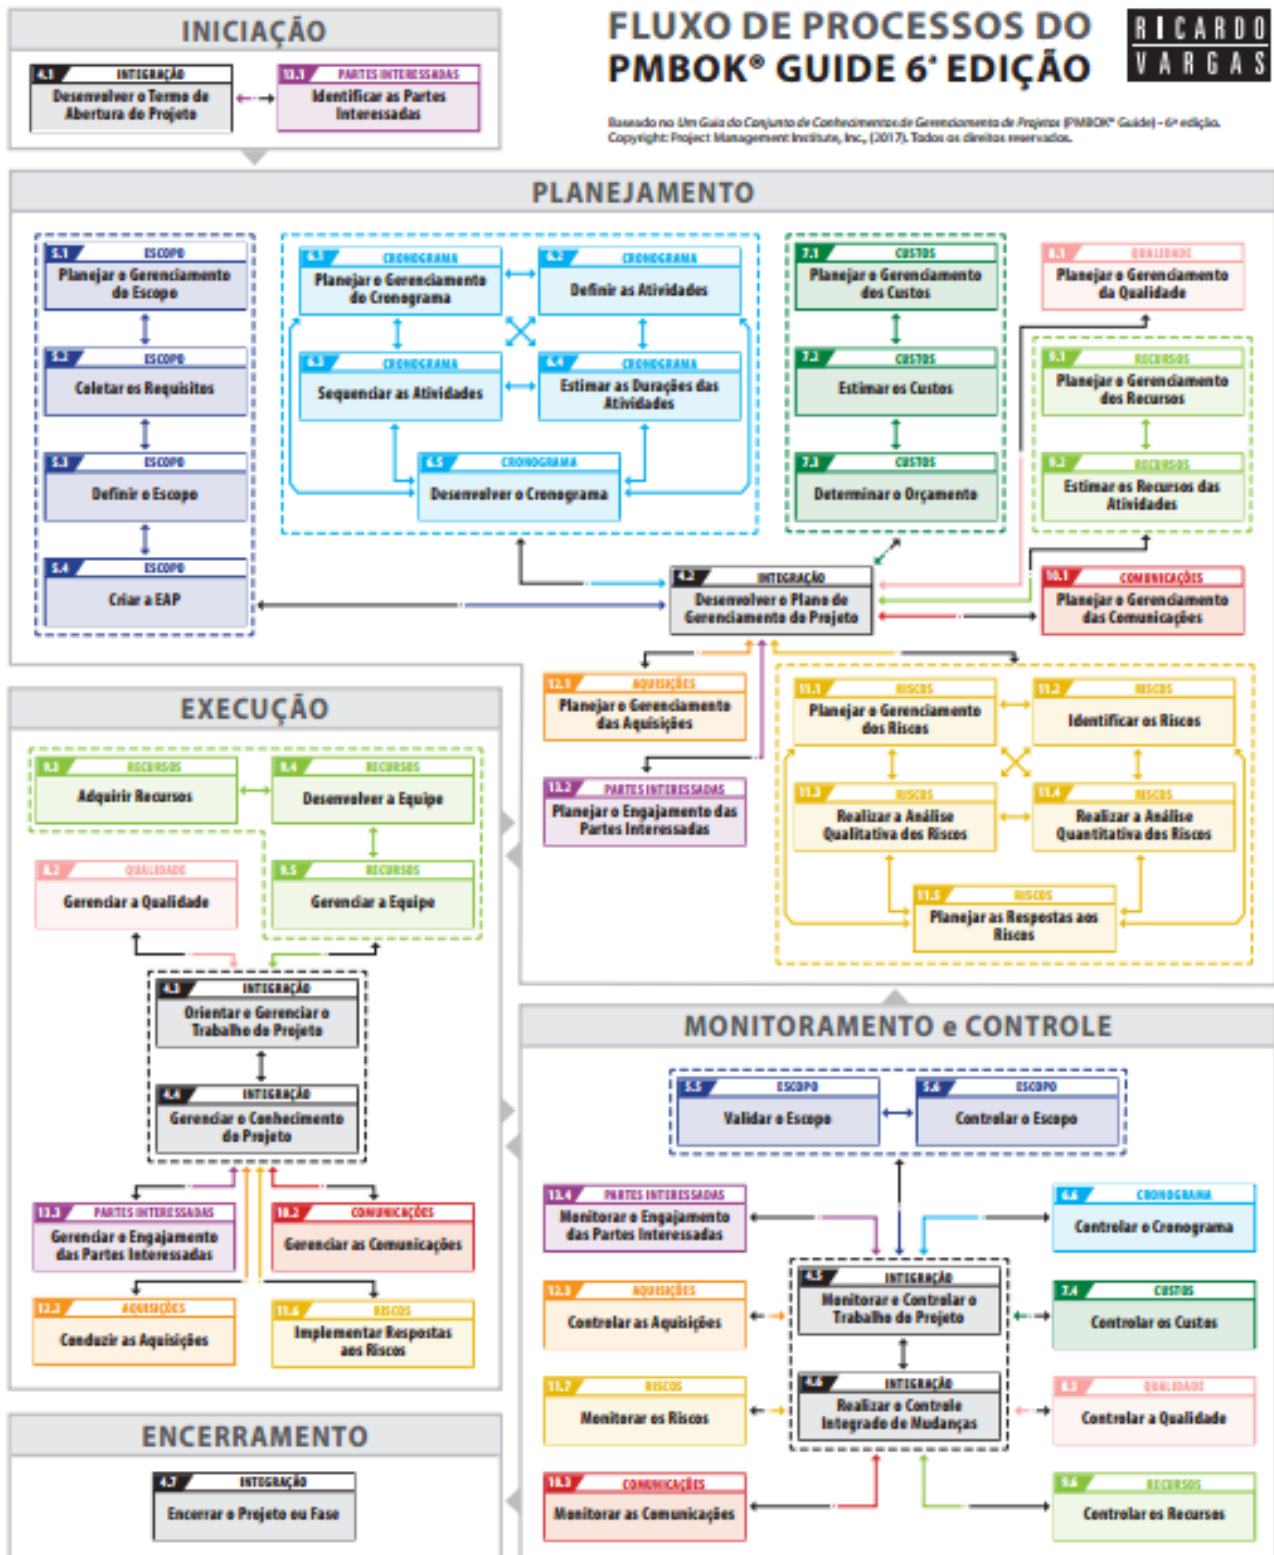 INICIAÇÃO
4.1 INTEGRAÇÃO
Desenvolver o Termo de
Abertura do Projeto
13.1 PARTES INTERESSADAS
Identificar as Partes
Interessadas
FLUXO DE PROCESSOS DO
PMBOK® GUIDE 6ª EDIÇÃO
RICARDO
VARGAS
Baseado no Um Guia do Conjunto de Conhecimentos de Gerenciamento de Projetos (PMBOK® Guide) – 6ª edição.
Copyright: Project Management Institute, Inc., (2017). Todos os direitos reservados.
PLANEJAMENTO
5.1 ESCOPO
Planejar o Gerenciamento
do Escopo
5.2 ESCOPO
Coletar os Requisitos
5.3 ESCOPO
Definir o Escopo
5.4 ESCOPO
Criar a EAP
6.1 CRONOGRAMA
Planejar o Gerenciamento
do Cronograma
6.2 CRONOGRAMA
Definir as Atividades
6.3 CRONOGRAMA
Sequenciar as Atividades
6.4 CRONOGRAMA
Estimar as Durações das
Atividades
6.5 CRONOGRAMA
Desenvolver o Cronograma
7.1 CUSTOS
Planejar o Gerenciamento
dos Custos
7.2 CUSTOS
Estimar os Custos
7.3 CUSTOS
Determinar o Orçamento
8.1 QUALIDADE
Planejar o Gerenciamento
da Qualidade
9.1 RECURSOS
Planejar o Gerenciamento
dos Recursos
9.2 RECURSOS
Estimar os Recursos das
Atividades
4.2 INTEGRAÇÃO
Desenvolver o Plano de
Gerenciamento do Projeto
10.1 COMUNICAÇÕES
Planejar o Gerenciamento
das Comunicações
12.1 AQUISIÇÕES
Planejar o Gerenciamento
das Aquisições
13.2 PARTES INTERESSADAS
Planejar o Engajamento das
Partes Interessadas
11.1 RISCOS
Planejar o Gerenciamento
dos Riscos
11.2 RISCOS
Identificar os Riscos
11.3 RISCOS
Realizar a Análise
Qualitativa dos Riscos
11.4 RISCOS
Realizar a Análise
Quantitativa dos Riscos
11.5 RISCOS
Planejar as Respostas aos
Riscos
EXECUÇÃO
9.3 RECURSOS
Adquirir Recursos
9.4 RECURSOS
Desenvolver a Equipe
8.2 QUALIDADE
Gerenciar a Qualidade
9.5 RECURSOS
Gerenciar a Equipe
4.3 INTEGRAÇÃO
Orientar e Gerenciar o
Trabalho do Projeto
4.4 INTEGRAÇÃO
Gerenciar o Conhecimento
do Projeto
13.3 PARTES INTERESSADAS
Gerenciar o Engajamento
das Partes Interessadas
10.2 COMUNICAÇÕES
Gerenciar as Comunicações
12.2 AQUISIÇÕES
Conduzir as Aquisições
11.6 RISCOS
Implementar Respostas
aos Riscos
MONITORAMENTO e CONTROLE
5.5 ESCOPO
Validar o Escopo
5.6 ESCOPO
Controlar o Escopo
13.4 PARTES INTERESSADAS
Monitorar o Engajamento
das Partes Interessadas
6.6 CRONOGRAMA
Controlar o Cronograma
12.3 AQUISIÇÕES
Controlar as Aquisições
4.5 INTEGRAÇÃO
Monitorar e Controlar o
Trabalho do Projeto
7.4 CUSTOS
Controlar os Custos
11.7 RISCOS
Monitorar os Riscos
4.6 INTEGRAÇÃO
Realizar o Controle
Integrado de Mudanças
8.3 QUALIDADE
Controlar a Qualidade
10.3 COMUNICAÇÕES
Monitorar as Comunicações
9.6 RECURSOS
Controlar os Recursos
ENCERRAMENTO
4.7 INTEGRAÇÃO
Encerrar o Projeto ou Fase